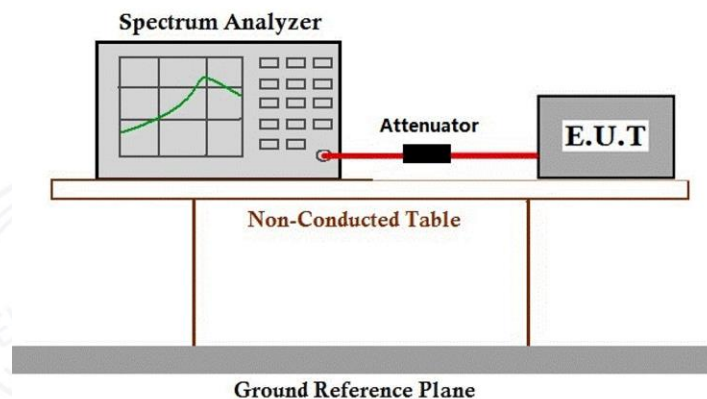 Spectrum Analyzer
Attenuator
E.U.T
Non-Conducted Table
Ground Reference Plane